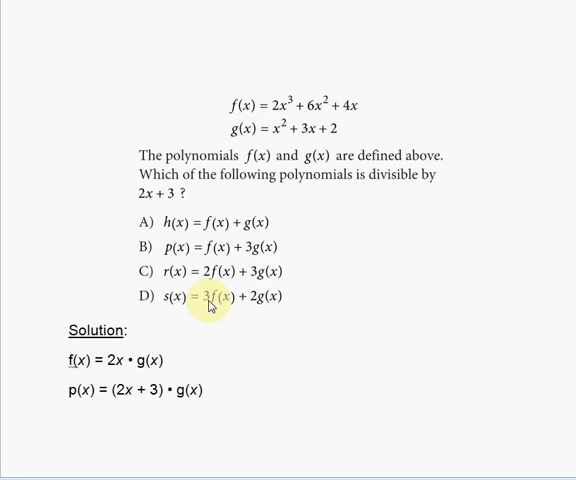 f(x) = 2x³ + 6x² + 4x
g(x) = x² + 3x + 2
The polynomials f(x) and g(x) are defined above.
Which of the following polynomials is divisible by
2x + 3 ?
A) h(x) = f(x) + g(x)
B) p(x) = f(x) + 3g(x)
C) r(x) = 2f(x) + 3g(x)
D) s(x) = 3f(x) + 2g(x)
Solution:
f(x) = 2x • g(x)
p(x) = (2x + 3) • g(x)